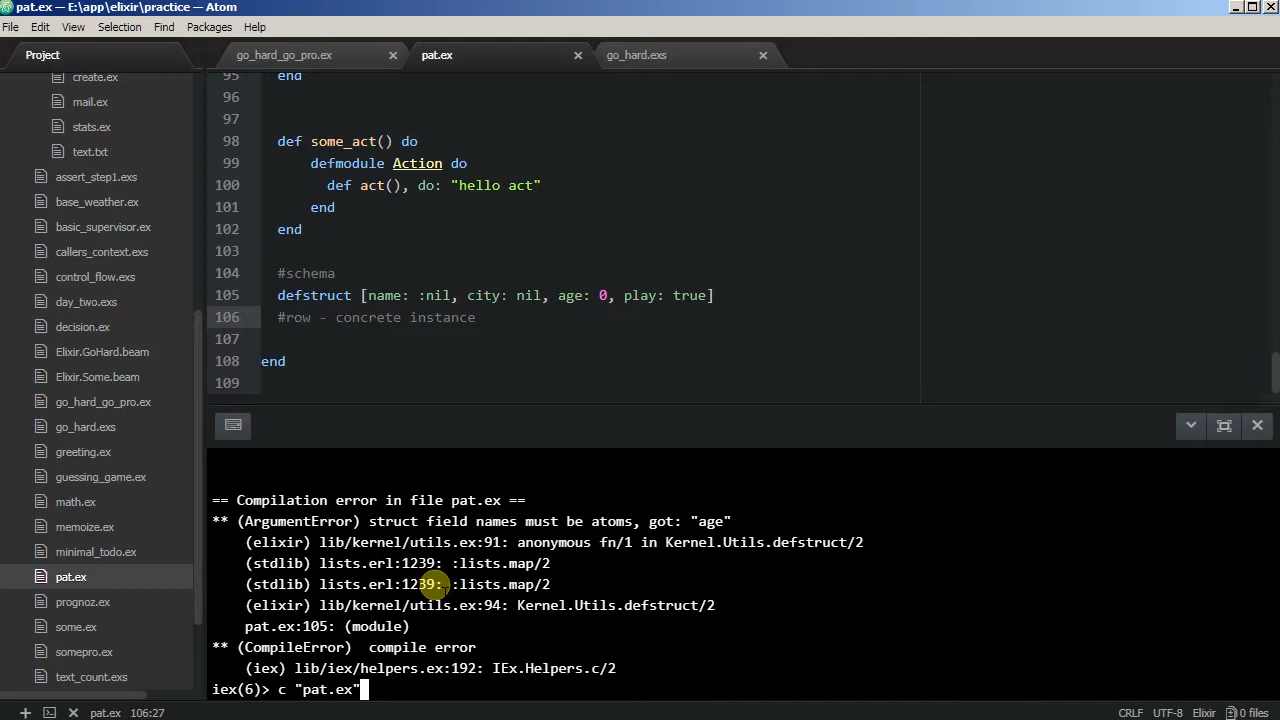 pat.ex — E:\app\elixir\practice — Atom
File Edit View Selection Find Packages Help
Project
go_hard_go_pro.ex
pat.ex
go_hard.exs
create.ex
mail.ex
stats.ex
text.txt
assert_step1.exs
base_weather.ex
basic_supervisor.ex
callers_context.exs
control_flow.exs
day_two.exs
decision.ex
Elixir.GoHard.beam
Elixir.Some.beam
go_hard_go_pro.ex
go_hard.exs
greeting.ex
guessing_game.ex
math.ex
memoize.ex
minimal_todo.ex
pat.ex
prognoz.ex
some.ex
somepro.ex
text_count.exs
95 end
96
97
98 def some_act() do
99 defmodule Action do
100 def act(), do: "hello act"
101 end
102 end
103
104 #schema
105 defstruct [name: :nil, city: nil, age: 0, play: true]
106 #row - concrete instance
107
108 end
109
== Compilation error in file pat.ex ==
** (ArgumentError) struct field names must be atoms, got: "age"
(elixir) lib/kernel/utils.ex:91: anonymous fn/1 in Kernel.Utils.defstruct/2
(stdlib) lists.erl:1239: :lists.map/2
(stdlib) lists.erl:1239: :lists.map/2
(elixir) lib/kernel/utils.ex:94: Kernel.Utils.defstruct/2
pat.ex:105: (module)
** (CompileError)  compile error
(iex) lib/iex/helpers.ex:192: IEx.Helpers.c/2
iex(6)> c "pat.ex"
pat.ex 106:27
CRLF UTF-8 Elixir 0 files